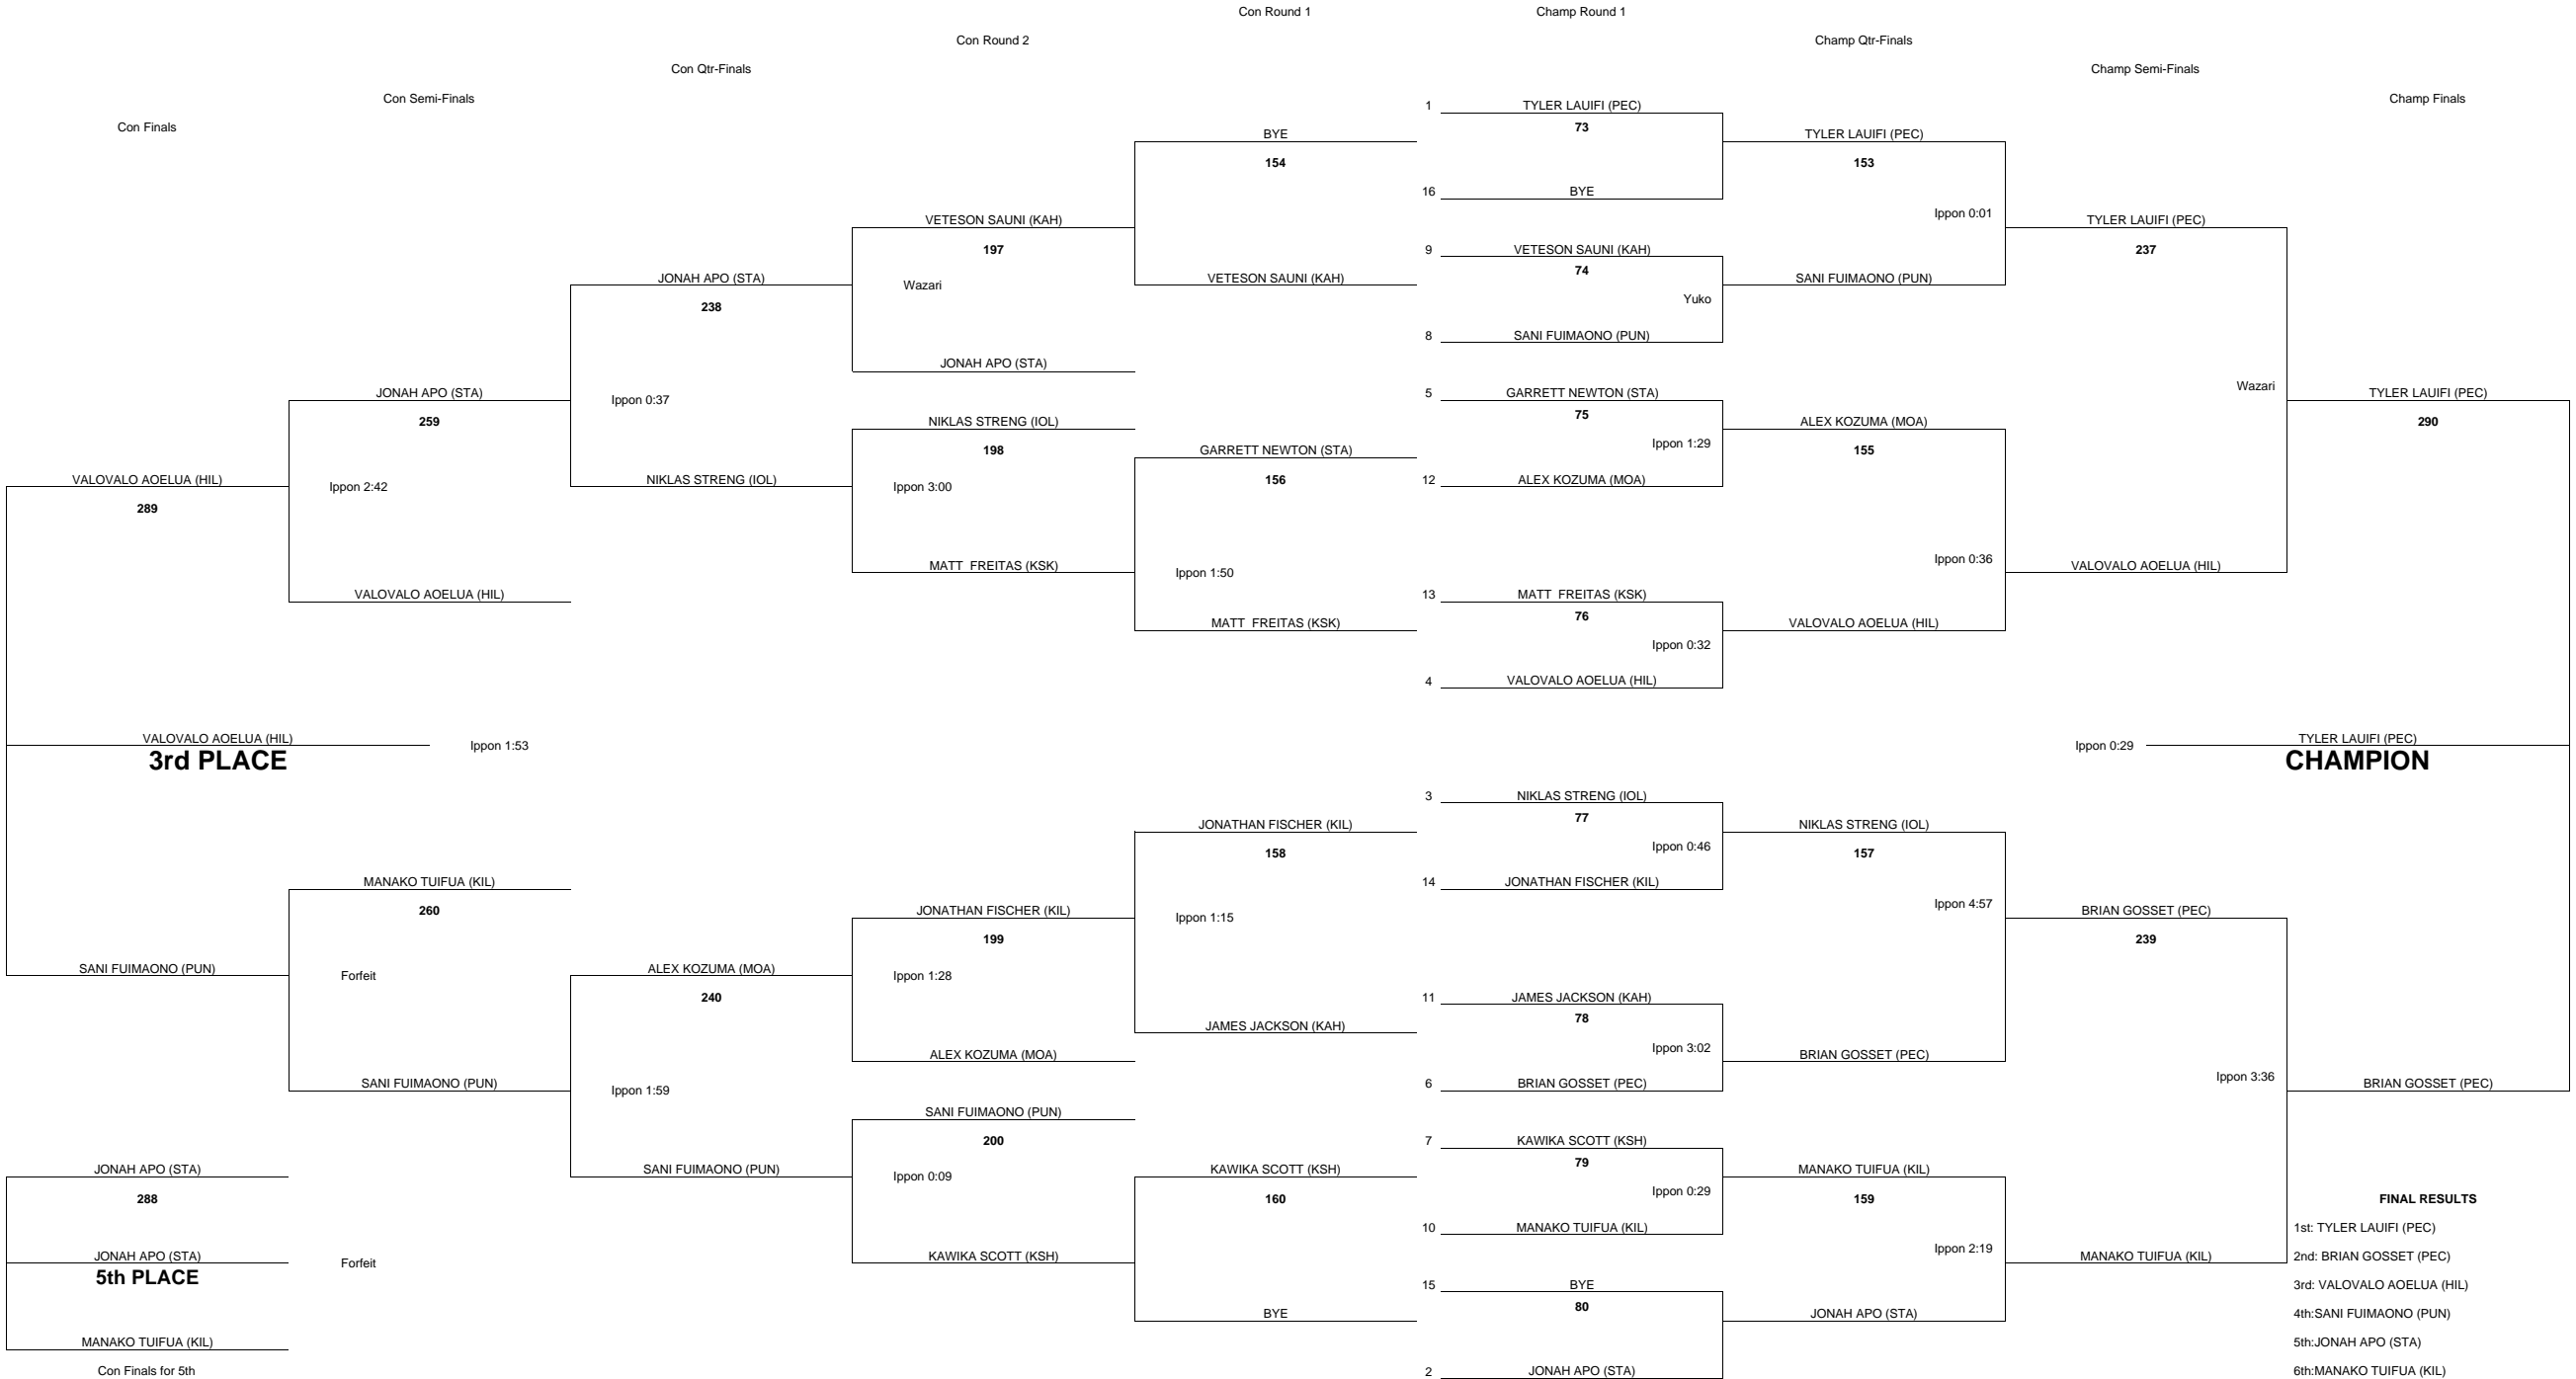 Con Round 1
Champ Round 1
Con Round 2
Champ Qtr-Finals
Con Qtr-Finals
Champ Semi-Finals
Con Semi-Finals
Champ Finals
Con Finals
1 TYLER LAUIFI (PEC)
73
BYE
TYLER LAUIFI (PEC)
154
153
16 BYE
Ippon 0:01
VETESON SAUNI (KAH)
TYLER LAUIFI (PEC)
197
9 VETESON SAUNI (KAH)
237
74
JONAH APO (STA)
Wazari
VETESON SAUNI (KAH)
SANI FUIMAONO (PUN)
Yuko
238
8 SANI FUIMAONO (PUN)
JONAH APO (STA)
Wazari
JONAH APO (STA)
Ippon 0:37
5 GARRETT NEWTON (STA)
TYLER LAUIFI (PEC)
75
259
NIKLAS STRENG (IOL)
ALEX KOZUMA (MOA)
290
Ippon 1:29
198
GARRETT NEWTON (STA)
155
VALOVALO AOELUA (HIL)
Ippon 2:42
NIKLAS STRENG (IOL)
Ippon 3:00
156
12 ALEX KOZUMA (MOA)
289
Ippon 0:36
MATT  FREITAS (KSK)
Ippon 1:50
VALOVALO AOELUA (HIL)
VALOVALO AOELUA (HIL)
13 MATT  FREITAS (KSK)
76
MATT  FREITAS (KSK)
VALOVALO AOELUA (HIL)
Ippon 0:32
4 VALOVALO AOELUA (HIL)
VALOVALO AOELUA (HIL)
Ippon 1:53
Ippon 0:29
TYLER LAUIFI (PEC)
3rd PLACE
CHAMPION
3 NIKLAS STRENG (IOL)
77
JONATHAN FISCHER (KIL)
NIKLAS STRENG (IOL)
Ippon 0:46
158
157
MANAKO TUIFUA (KIL)
14 JONATHAN FISCHER (KIL)
Ippon 4:57
260
JONATHAN FISCHER (KIL)
Ippon 1:15
BRIAN GOSSET (PEC)
199
239
SANI FUIMAONO (PUN)
Forfeit
ALEX KOZUMA (MOA)
Ippon 1:28
240
11 JAMES JACKSON (KAH)
78
JAMES JACKSON (KAH)
Ippon 3:02
ALEX KOZUMA (MOA)
BRIAN GOSSET (PEC)
Ippon 3:36
SANI FUIMAONO (PUN)
Ippon 1:59
6 BRIAN GOSSET (PEC)
BRIAN GOSSET (PEC)
SANI FUIMAONO (PUN)
200
7 KAWIKA SCOTT (KSH)
79
JONAH APO (STA)
SANI FUIMAONO (PUN)
Ippon 0:09
KAWIKA SCOTT (KSH)
MANAKO TUIFUA (KIL)
Ippon 0:29
288
160
159
FINAL RESULTS
10 MANAKO TUIFUA (KIL)
1st: TYLER LAUIFI (PEC)
Ippon 2:19
JONAH APO (STA)
Forfeit
KAWIKA SCOTT (KSH)
MANAKO TUIFUA (KIL)
2nd: BRIAN GOSSET (PEC)
5th PLACE
15 BYE
3rd: VALOVALO AOELUA (HIL)
80
BYE
JONAH APO (STA)
4th:SANI FUIMAONO (PUN)
MANAKO TUIFUA (KIL)
5th:JONAH APO (STA)
Con Finals for 5th
2 JONAH APO (STA)
6th:MANAKO TUIFUA (KIL)